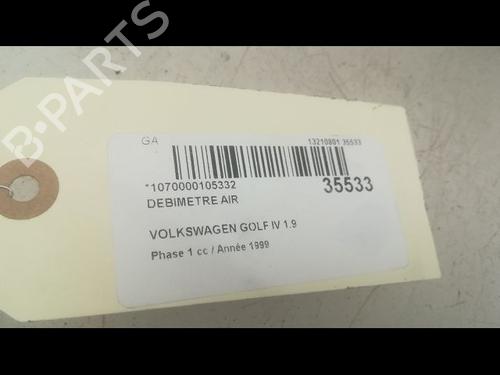 B-PARTS
GA
13210801 35533
*1070000105332
35533
DEBIMETRE AIR
VOLKSWAGEN GOLF IV 1.9
Phase 1 cc / Année 1999